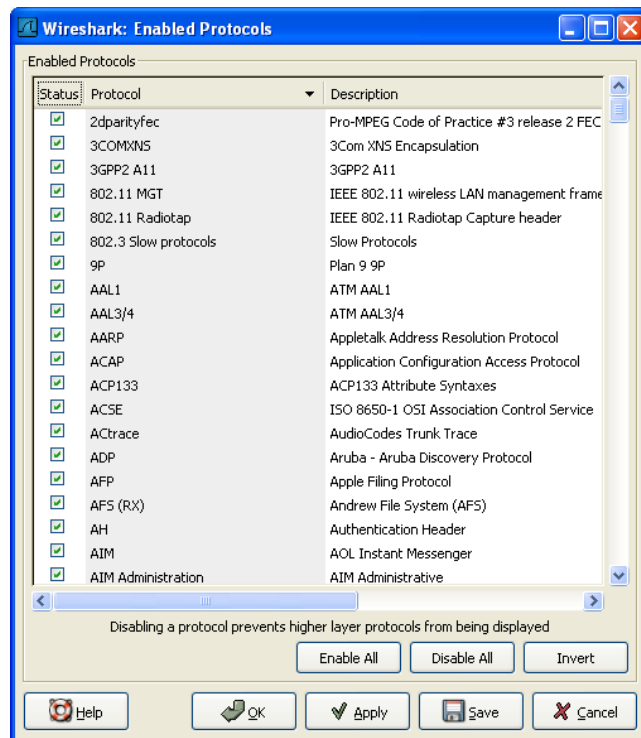 Wireshark: Enabled Protocols
Enabled Protocols
Status Protocol Description
2dparityfec Pro-MPEG Code of Practice #3 release 2 FEC
3COMXNS 3Com XNS Encapsulation
3GPP2 A11 3GPP2 A11
802.11 MGT IEEE 802.11 wireless LAN management frame
802.11 Radiotap IEEE 802.11 Radiotap Capture header
802.3 Slow protocols Slow Protocols
9P Plan 9 9P
AAL1 ATM AAL1
AAL3/4 ATM AAL3/4
AARP Appletalk Address Resolution Protocol
ACAP Application Configuration Access Protocol
ACP133 ACP133 Attribute Syntaxes
ACSE ISO 8650-1 OSI Association Control Service
ACtrace AudioCodes Trunk Trace
ADP Aruba - Aruba Discovery Protocol
AFP Apple Filing Protocol
AFS (RX) Andrew File System (AFS)
AH Authentication Header
AIM AOL Instant Messenger
AIM Administration AIM Administrative
Disabling a protocol prevents higher layer protocols from being displayed
Enable All Disable All Invert
Help OK Apply Save Cancel